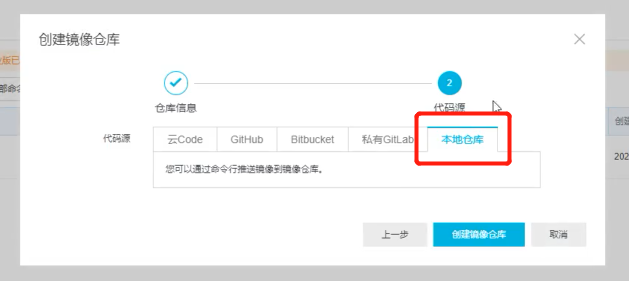 创建镜像仓库
版已
部命名
创建
仓库信息
2
代码源
代码源
云Code
GitHub
Bitbucket
私有GitLab
本地仓库
202
您可以通过命令行推送镜像到镜像仓库。
上一步
创建镜像仓库
取消